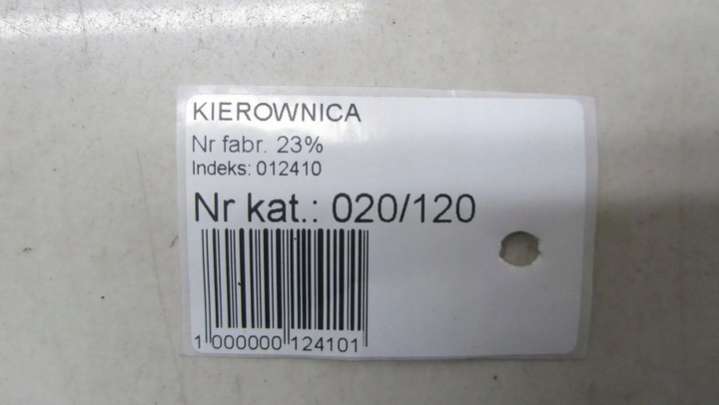 KIEROWNICA
Nr fabr. 23%
Indeks: 012410
Nr kat.: 020/120
1 000000 124101